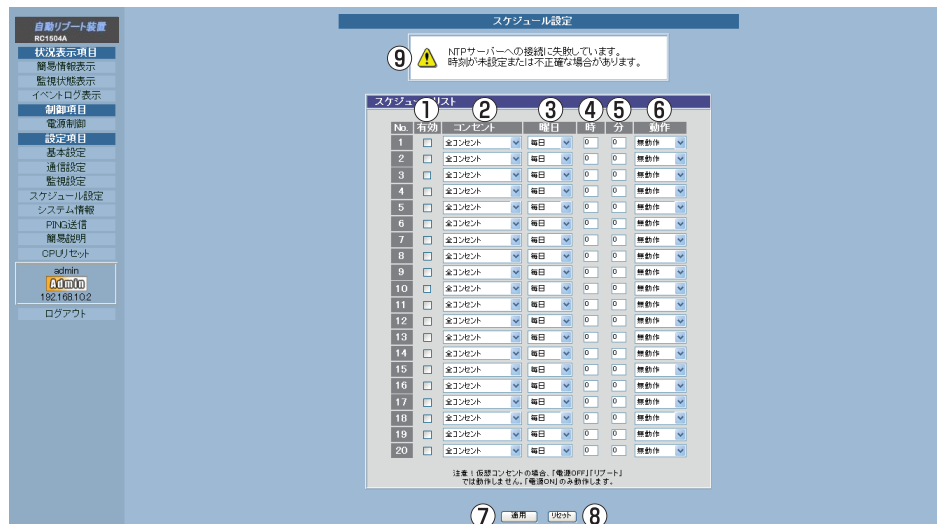 自動リブート装置
RC1504A
状況表示項目
簡易情報表示
監視状態表示
イベントログ表示
制御項目
電源制御
設定項目
基本設定
通信設定
監視設定
スケジュール設定
システム情報
PING送信
簡易説明
CPUリセット
admin
Admin
192.168.10.2
ログアウト
スケジュール設定
⑨ NTPサーバーへの接続に失敗しています。
時刻が未設定または不正確な場合があります。
スケジュールリスト
① ② ③ ④ ⑤ ⑥
No. 有効 コンセント 曜日 時 分 動作
1 全コンセント 毎日 0 0 無動作
2 全コンセント 毎日 0 0 無動作
3 全コンセント 毎日 0 0 無動作
4 全コンセント 毎日 0 0 無動作
5 全コンセント 毎日 0 0 無動作
6 全コンセント 毎日 0 0 無動作
7 全コンセント 毎日 0 0 無動作
8 全コンセント 毎日 0 0 無動作
9 全コンセント 毎日 0 0 無動作
10 全コンセント 毎日 0 0 無動作
11 全コンセント 毎日 0 0 無動作
12 全コンセント 毎日 0 0 無動作
13 全コンセント 毎日 0 0 無動作
14 全コンセント 毎日 0 0 無動作
15 全コンセント 毎日 0 0 無動作
16 全コンセント 毎日 0 0 無動作
17 全コンセント 毎日 0 0 無動作
18 全コンセント 毎日 0 0 無動作
19 全コンセント 毎日 0 0 無動作
20 全コンセント 毎日 0 0 無動作
注意！仮想コンセントの場合、「電源OFF」「リブート」
では動作しません。「電源ON」のみ動作します。
⑦ 適用 リセット ⑧